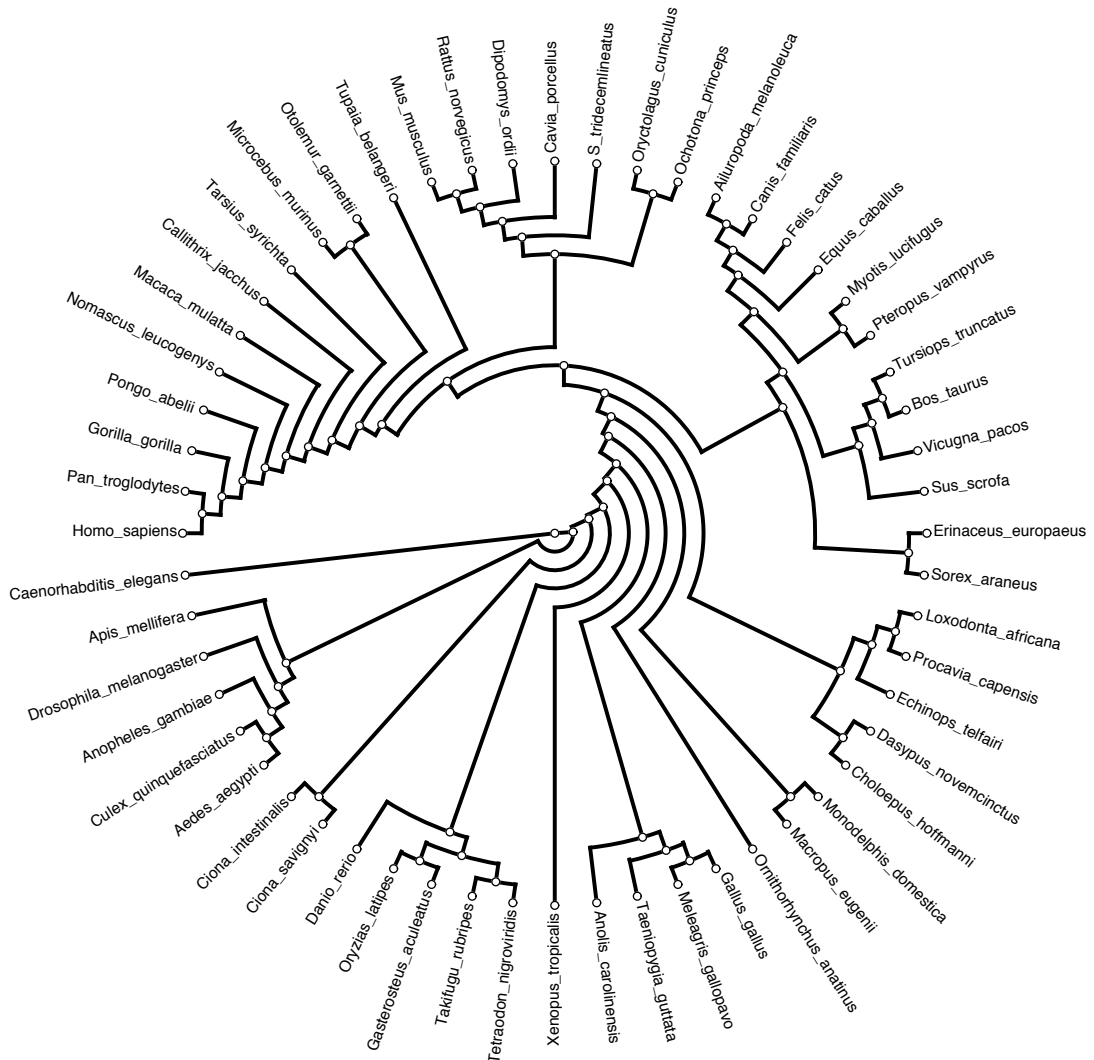 Homo_sapiens
Pan_troglodytes
Gorilla_gorilla
Pongo_abelii
Nomascus_leucogenys
Macaca_mulatta
Callithrix_jacchus
Tarsius_syrichta
Microcebus_murinus
Otolemur_garnettii
Tupaia_belangeri
Mus_musculus
Rattus_norvegicus
Dipodomys_ordii
Cavia_porcellus
S_tridecemlineatus
Oryctolagus_cuniculus
Ochotona_princeps
Ailuropoda_melanoleuca
Canis_familiaris
Felis_catus
Equus_caballus
Myotis_lucifugus
Pteropus_vampyrus
Tursiops_truncatus
Bos_taurus
Vicugna_pacos
Sus_scrofa
Erinaceus_europaeus
Sorex_araneus
Loxodonta_africana
Procavia_capensis
Echinops_telfairi
Dasypus_novemcinctus
Choloepus_hoffmanni
Monodelphis_domestica
Macropus_eugenii
Ornithorhynchus_anatinus
Gallus_gallus
Meleagris_gallopavo
Taeniopygia_guttata
Anolis_carolinensis
Xenopus_tropicalis
Tetraodon_nigroviridis
Takifugu_rubripes
Gasterosteus_aculeatus
Oryzias_latipes
Danio_rerio
Ciona_savignyi
Ciona_intestinalis
Aedes_aegypti
Culex_quinquefasciatus
Anopheles_gambiae
Drosophila_melanogaster
Apis_mellifera
Caenorhabditis_elegans